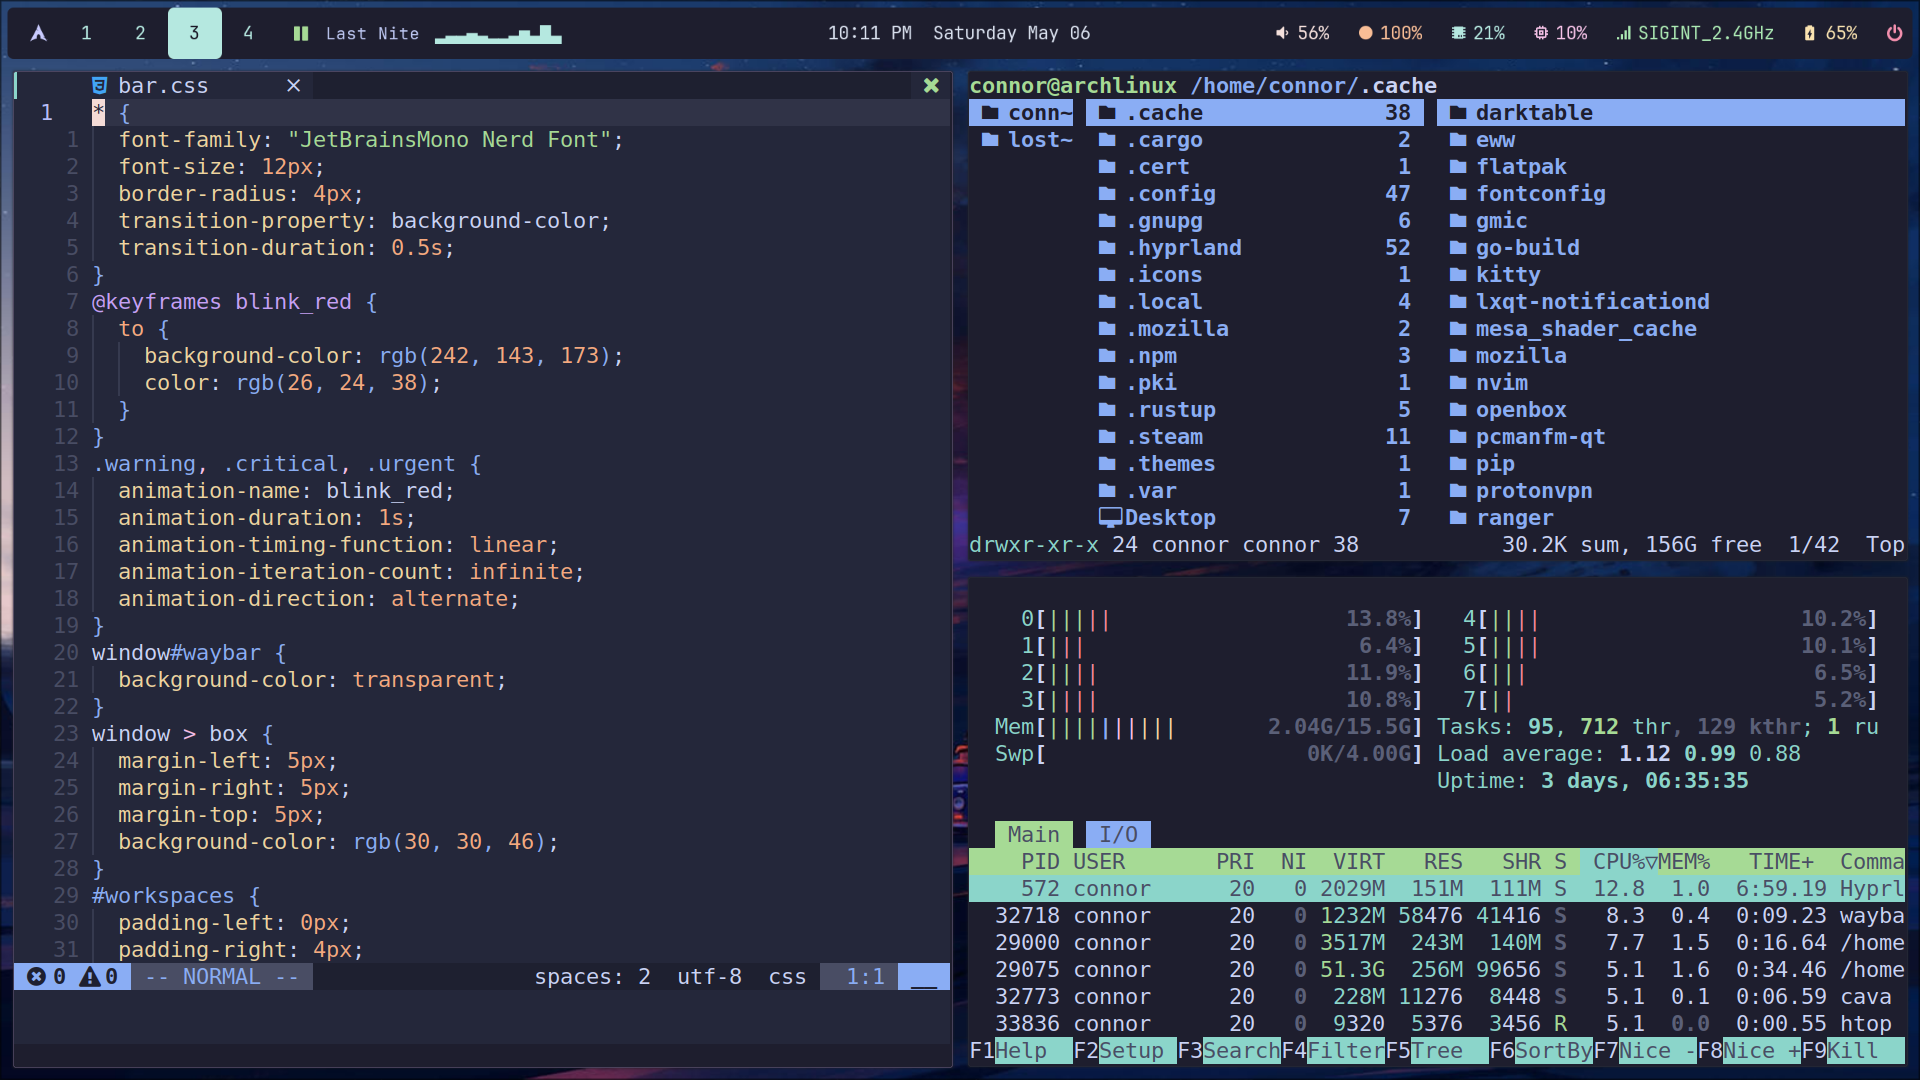 1 2 3 4 Last Nite 10:11 PM Saturday May 06 56% 100% 21% 10% SIGINT_2.4GHz 65%
bar.css ×
1 * {
1 font-family: "JetBrainsMono Nerd Font";
2 font-size: 12px;
3 border-radius: 4px;
4 transition-property: background-color;
5 transition-duration: 0.5s;
6 }
7 @keyframes blink_red {
8 to {
9 background-color: rgb(242, 143, 173);
10 color: rgb(26, 24, 38);
11 }
12 }
13 .warning, .critical, .urgent {
14 animation-name: blink_red;
15 animation-duration: 1s;
16 animation-timing-function: linear;
17 animation-iteration-count: infinite;
18 animation-direction: alternate;
19 }
20 window#waybar {
21 background-color: transparent;
22 }
23 window > box {
24 margin-left: 5px;
25 margin-right: 5px;
26 margin-top: 5px;
27 background-color: rgb(30, 30, 46);
28 }
29 #workspaces {
30 padding-left: 0px;
31 padding-right: 4px;
0 0 -- NORMAL -- spaces: 2 utf-8 css 1:1 __
connor@archlinux /home/connor/.cache
conn~ .cache 38 darktable
lost~ .cargo 2 eww
.cert 1 flatpak
.config 47 fontconfig
.gnupg 6 gmic
.hyprland 52 go-build
.icons 1 kitty
.local 4 lxqt-notificationd
.mozilla 2 mesa_shader_cache
.npm 3 mozilla
.pki 1 nvim
.rustup 5 openbox
.steam 11 pcmanfm-qt
.themes 1 pip
.var 1 protonvpn
Desktop 7 ranger
drwxr-xr-x 24 connor connor 38 30.2K sum, 156G free 1/42 Top
0[||||| 13.8%] 4[|||| 10.2%]
1[||| 6.4%] 5[|||| 10.1%]
2[|||| 11.9%] 6[||| 6.5%]
3[|||| 10.8%] 7[|| 5.2%]
Mem[|||||||||| 2.04G/15.5G] Tasks: 95, 712 thr, 129 kthr; 1 ru
Swp[ 0K/4.00G] Load average: 1.12 0.99 0.88
Uptime: 3 days, 06:35:35
Main I/O
PID USER PRI NI VIRT RES SHR S CPU%▽MEM% TIME+ Comma
572 connor 20 0 2029M 151M 111M S 12.8 1.0 6:59.19 Hyprl
32718 connor 20 0 1232M 58476 41416 S 8.3 0.4 0:09.23 wayba
29000 connor 20 0 3517M 243M 140M S 7.7 1.5 0:16.64 /home
29075 connor 20 0 51.3G 256M 99656 S 5.1 1.6 0:34.46 /home
32773 connor 20 0 228M 11276 8448 S 5.1 0.1 0:06.59 cava
33836 connor 20 0 9320 5376 3456 R 5.1 0.0 0:00.55 htop
F1Help F2Setup F3SearchF4FilterF5Tree F6SortByF7Nice -F8Nice +F9Kill